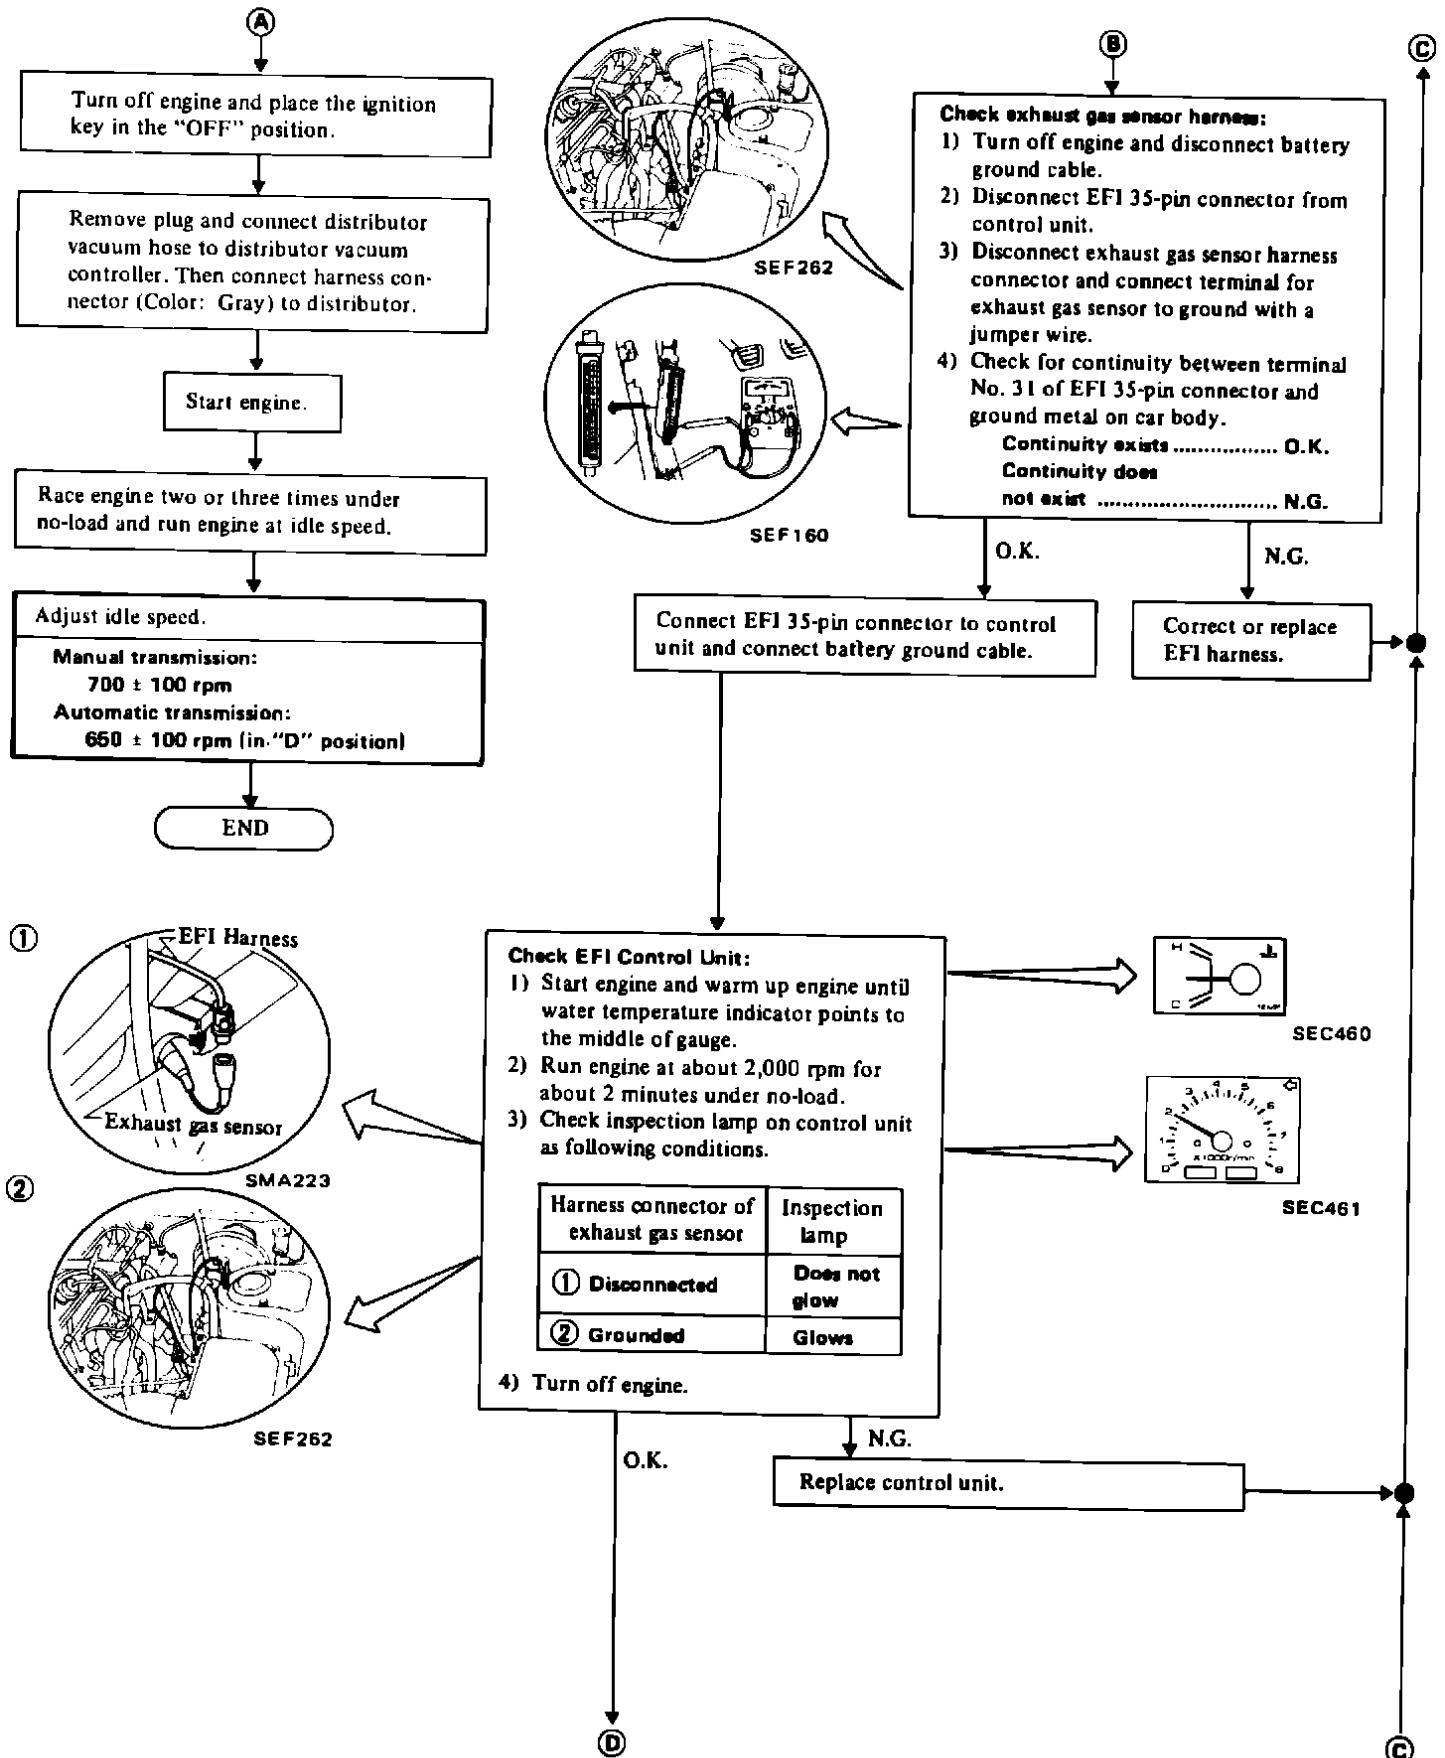 A
Turn off engine and place the ignition
key in the "OFF" position.
Remove plug and connect distributor
vacuum hose to distributor vacuum
controller. Then connect harness con-
nector (Color: Gray) to distributor.
Start engine.
Race engine two or three times under
no-load and run engine at idle speed.
Adjust idle speed.
Manual transmission:
700 ± 100 rpm
Automatic transmission:
650 ± 100 rpm (in "D" position)
END
SEF262
SEF160
B
C
Check exhaust gas sensor harness:
1) Turn off engine and disconnect battery
ground cable.
2) Disconnect EFI 35-pin connector from
control unit.
3) Disconnect exhaust gas sensor harness
connector and connect terminal for
exhaust gas sensor to ground with a
jumper wire.
4) Check for continuity between terminal
No. 31 of EFI 35-pin connector and
ground metal on car body.
Continuity exists ................. O.K.
Continuity does
not exist ............................. N.G.
O.K.
N.G.
Connect EFI 35-pin connector to control
unit and connect battery ground cable.
Correct or replace
EFI harness.
①
EFI Harness
Exhaust gas sensor
SMA223
②
SEF262
Check EFI Control Unit:
1) Start engine and warm up engine until
water temperature indicator points to
the middle of gauge.
2) Run engine at about 2,000 rpm for
about 2 minutes under no-load.
3) Check inspection lamp on control unit
as following conditions.
Harness connector of
exhaust gas sensor
Inspection
lamp
① Disconnected
Does not
glow
② Grounded
Glows
4) Turn off engine.
H
C
SEC460
0 1 2 3 4 5 6 7 8
x 1000r/min
SEC461
O.K.
N.G.
Replace control unit.
D
C